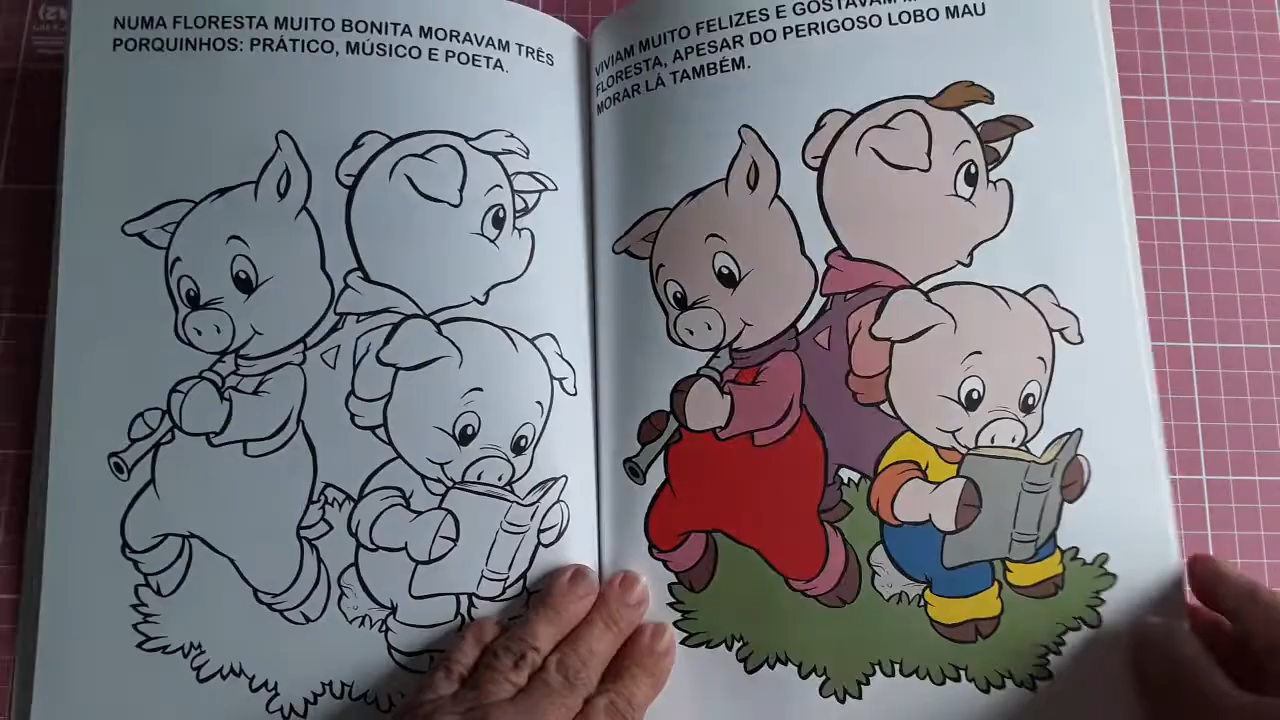 NUMA FLORESTA MUITO BONITA MORAVAM TRÊS
PORQUINHOS: PRÁTICO, MÚSICO E POETA.
VIVIAM MUITO FELIZES E GOSTAVAM
FLORESTA, APESAR DO PERIGOSO LOBO MAU
MORAR LÁ TAMBÉM.